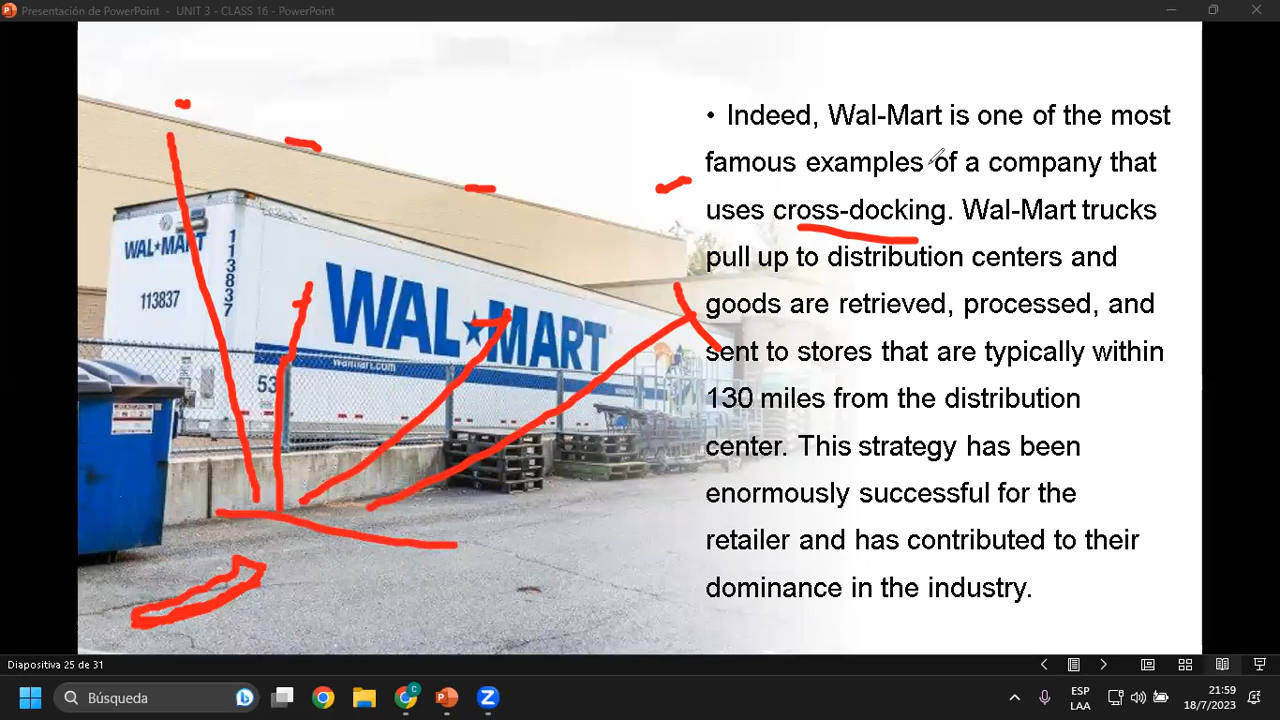 Presentación de PowerPoint - UNIT 3 - CLASS 16 - PowerPoint
• Indeed, Wal-Mart is one of the most
famous examples of a company that
uses cross-docking. Wal-Mart trucks
pull up to distribution centers and
goods are retrieved, processed, and
sent to stores that are typically within
130 miles from the distribution
center. This strategy has been
enormously successful for the
retailer and has contributed to their
dominance in the industry.
WAL★MART
113837
113837
WAL★MART
walmart.com
53
Diapositiva 25 de 31
Búsqueda
ESP
LAA
21:59
18/7/2023